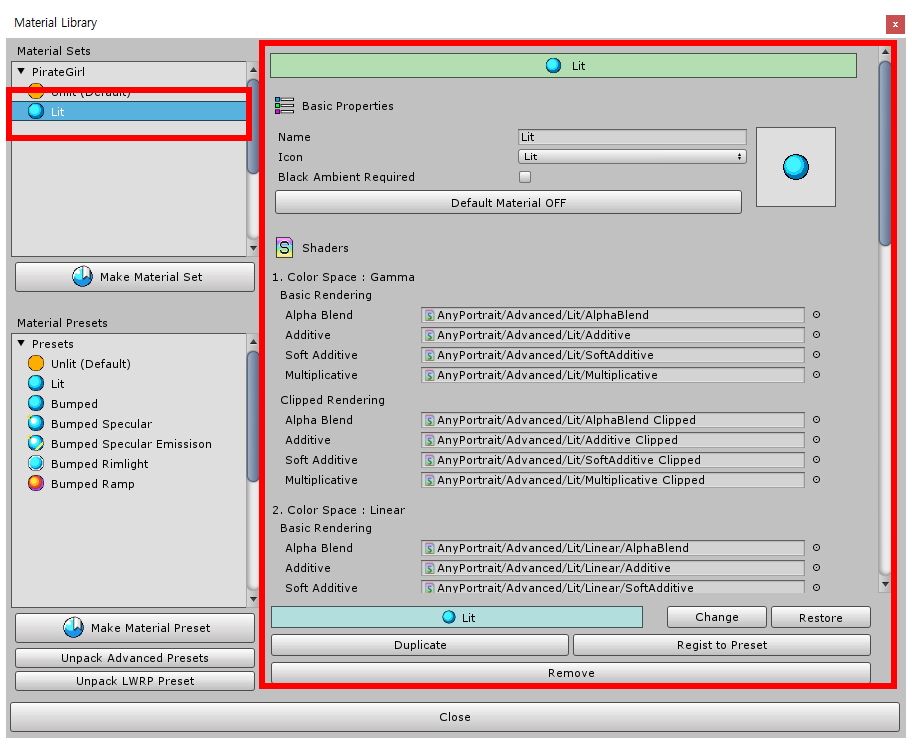 Material Library
x
Material Sets
PirateGirl
Unlit (Default)
Lit
Make Material Set
Material Presets
Presets
Unlit (Default)
Lit
Bumped
Bumped Specular
Bumped Specular Emissison
Bumped Rimlight
Bumped Ramp
Make Material Preset
Unpack Advanced Presets
Unpack LWRP Preset
Lit
Basic Properties
Name Lit
Icon Lit
Black Ambient Required
Default Material OFF
S Shaders
1. Color Space : Gamma
Basic Rendering
Alpha Blend S AnyPortrait/Advanced/Lit/AlphaBlend
Additive S AnyPortrait/Advanced/Lit/Additive
Soft Additive S AnyPortrait/Advanced/Lit/SoftAdditive
Multiplicative S AnyPortrait/Advanced/Lit/Multiplicative
Clipped Rendering
Alpha Blend S AnyPortrait/Advanced/Lit/AlphaBlend Clipped
Additive S AnyPortrait/Advanced/Lit/Additive Clipped
Soft Additive S AnyPortrait/Advanced/Lit/SoftAdditive Clipped
Multiplicative S AnyPortrait/Advanced/Lit/Multiplicative Clipped
2. Color Space : Linear
Basic Rendering
Alpha Blend S AnyPortrait/Advanced/Lit/Linear/AlphaBlend
Additive S AnyPortrait/Advanced/Lit/Linear/Additive
Soft Additive S AnyPortrait/Advanced/Lit/Linear/SoftAdditive
Lit Change Restore
Duplicate Regist to Preset
Remove
Close